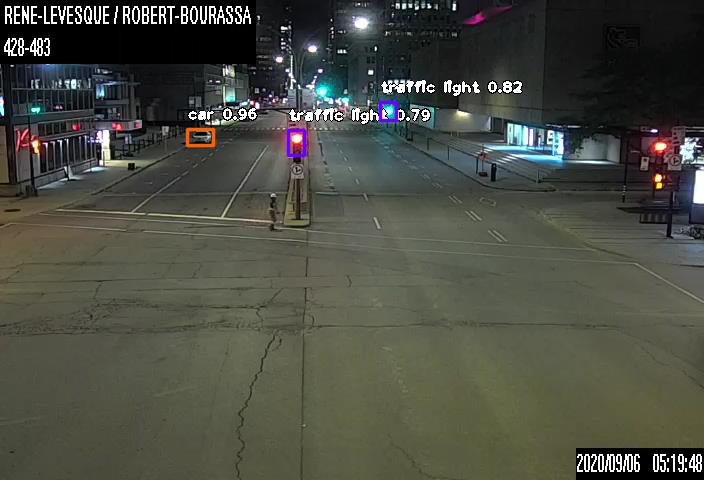 RENE-LEVESQUE / ROBERT-BOURASSA
428-483
traffic light 0.82
car 0.96
traffic light 0.79
2020/09/06 05:19:48